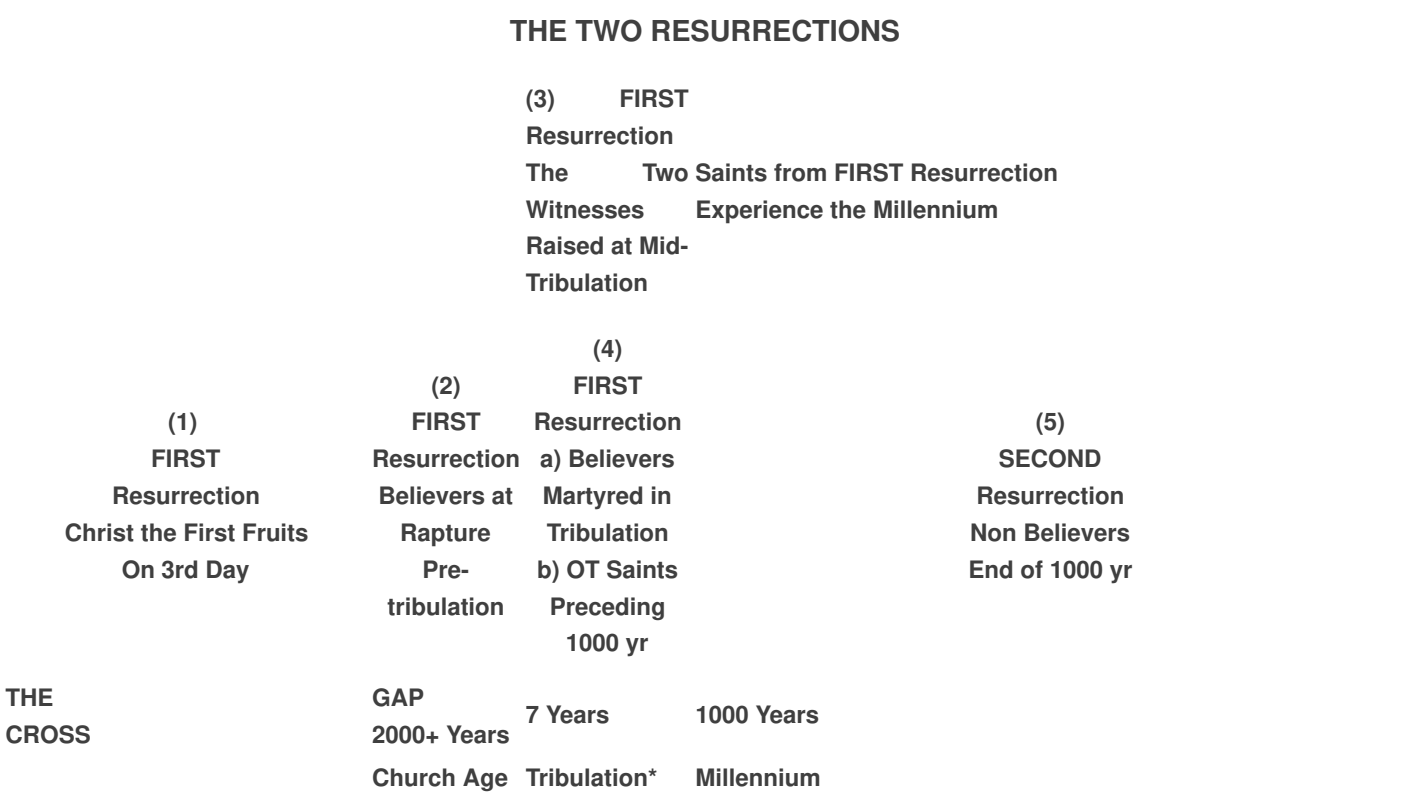 THE TWO RESURRECTIONS
(3) FIRST
Resurrection
The Two
Witnesses
Raised at Mid-
Tribulation
Saints from FIRST Resurrection
Experience the Millennium
(1)
FIRST
Resurrection
Christ the First Fruits
On 3rd Day
(2)
FIRST
Resurrection
Believers at
Rapture
Pre-
tribulation
(4)
FIRST
Resurrection
a) Believers
Martyred in
Tribulation
b) OT Saints
Preceding
1000 yr
(5)
SECOND
Resurrection
Non Believers
End of 1000 yr
THE
CROSS
GAP
2000+ Years
7 Years
1000 Years
Church Age
Tribulation*
Millennium